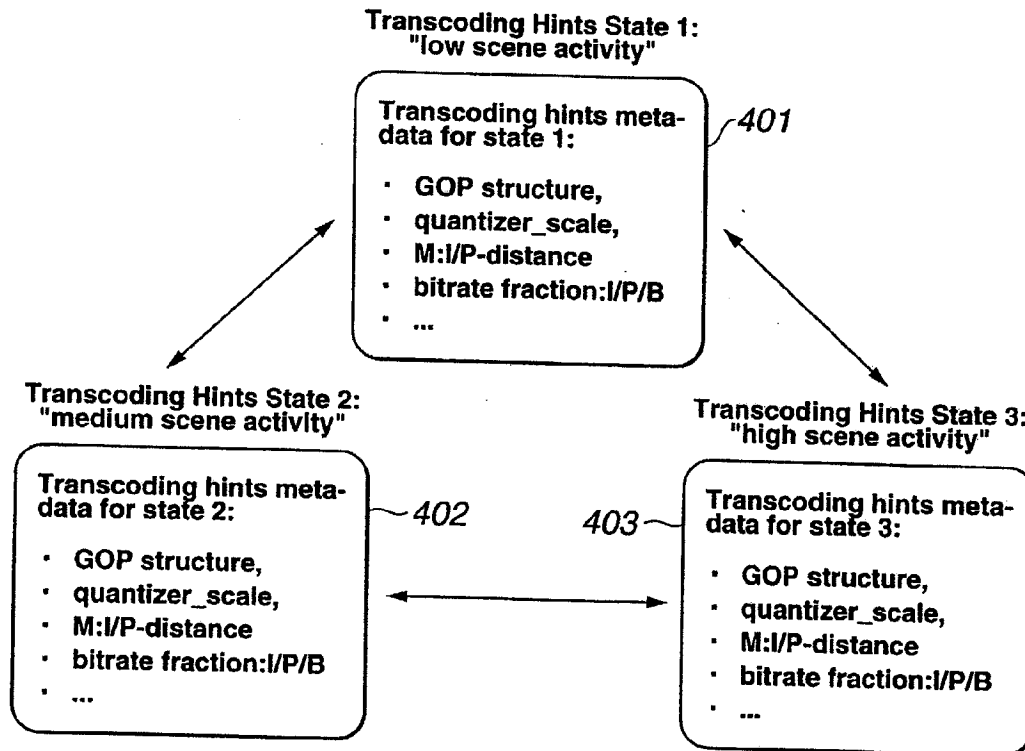 Transcoding Hints State 1:
"low scene activity"
Transcoding hints meta-
data for state 1:
· GOP structure,
· quantizer_scale,
· M:I/P-distance
· bitrate fraction:I/P/B
· ...
401
Transcoding Hints State 2:
"medium scene activity"
Transcoding hints meta-
data for state 2:
· GOP structure,
· quantizer_scale,
· M:I/P-distance
· bitrate fraction:I/P/B
· ...
402
Transcoding Hints State 3:
"high scene activity"
403
Transcoding hints meta-
data for state 3:
· GOP structure,
· quantizer_scale,
· M:I/P-distance
· bitrate fraction:I/P/B
· ...